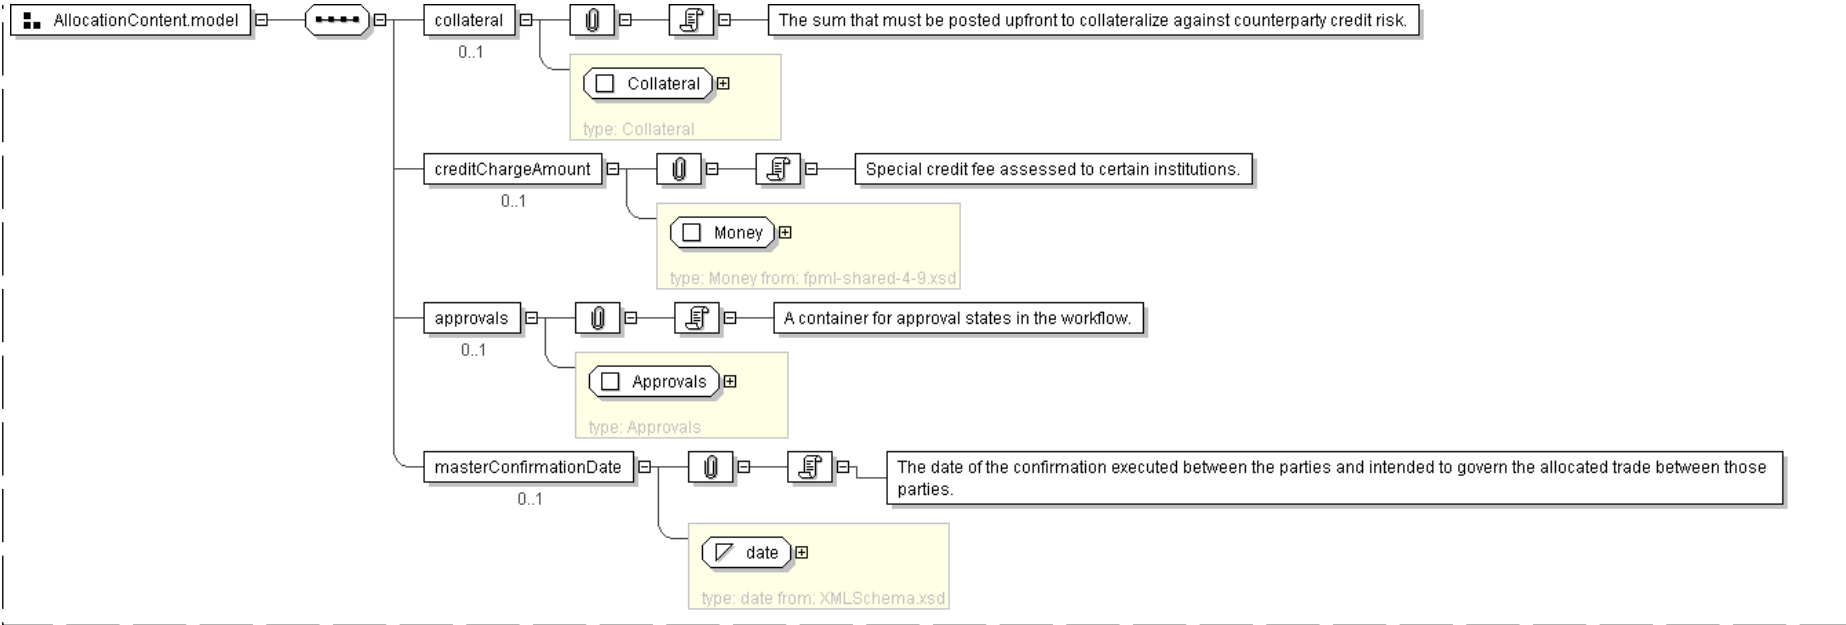 AllocationContent.model
collateral
The sum that must be posted upfront to collateralize against counterparty credit risk.
0..1
Collateral
type: Collateral
creditChargeAmount
Special credit fee assessed to certain institutions.
0..1
Money
type: Money from: fpml-shared-4-9.xsd
approvals
A container for approval states in the workflow.
0..1
Approvals
type: Approvals
masterConfirmationDate
The date of the confirmation executed between the parties and intended to govern the allocated trade between those
parties.
0..1
date
type: date from: XMLSchema.xsd